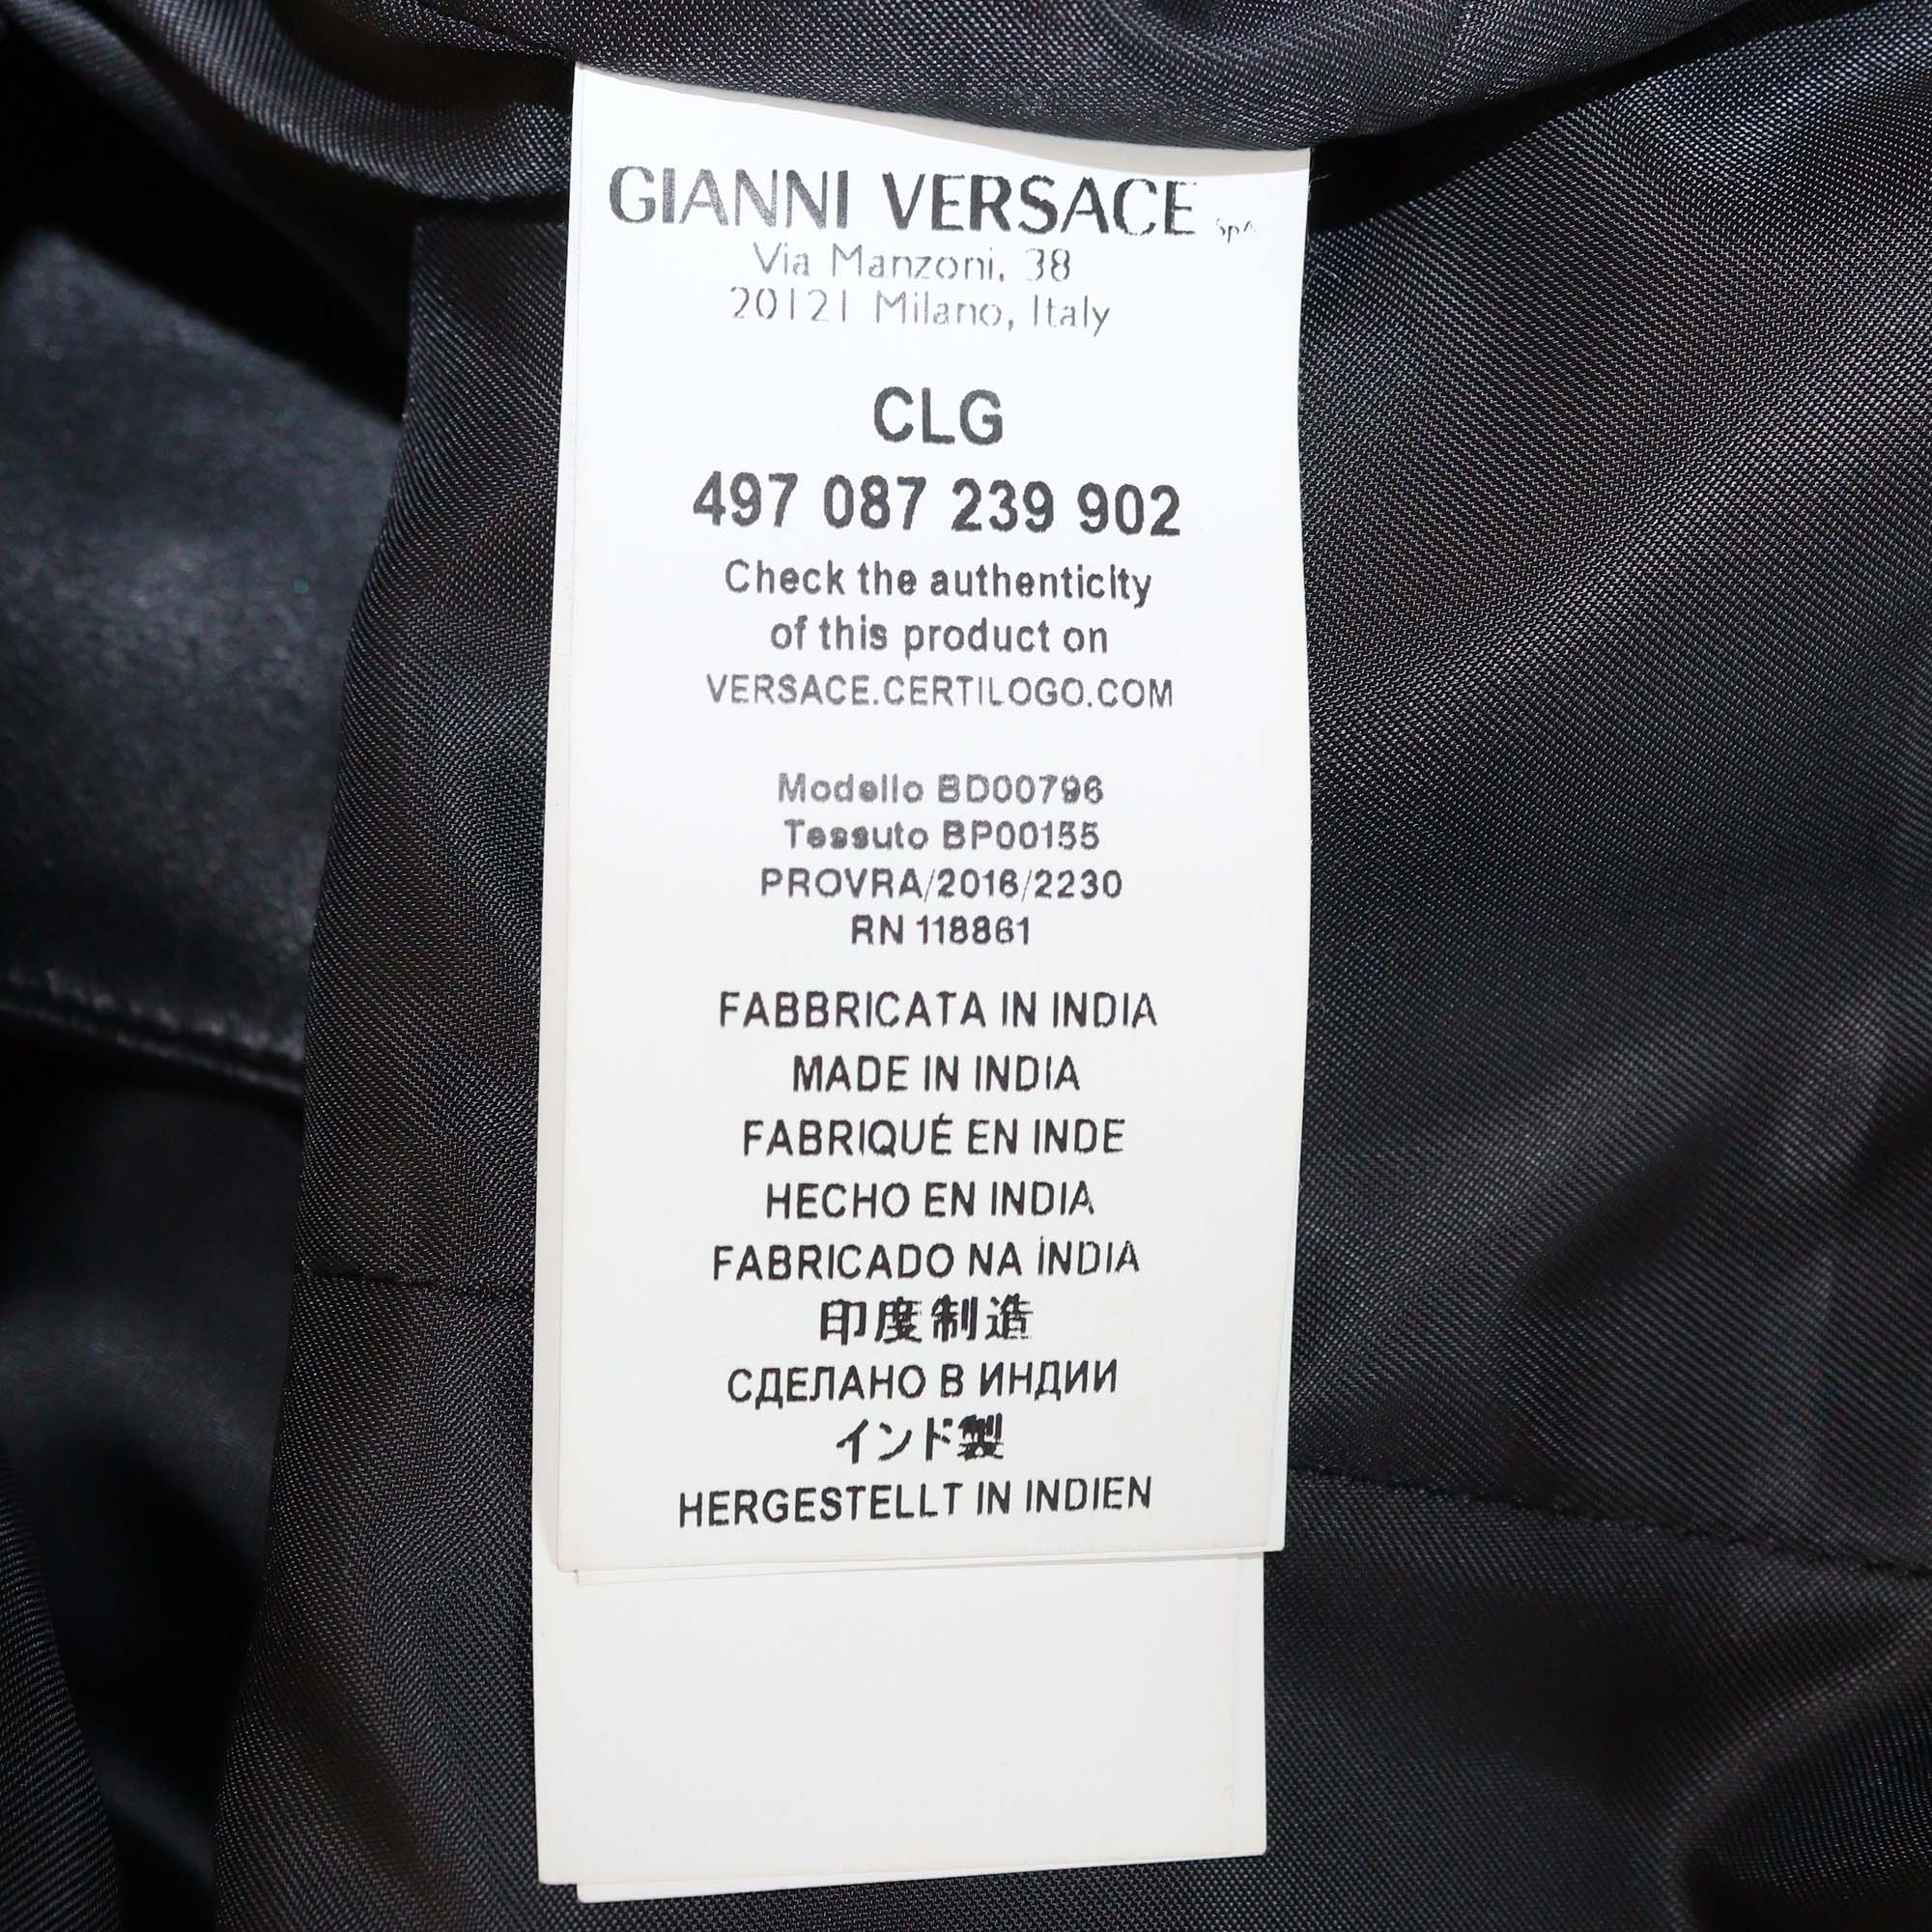 GIANNI VERSACE SpA
Via Manzoni, 38
20121 Milano, Italy
CLG
497 087 239 902
Check the authenticity
of this product on
VERSACE.CERTILOGO.COM
Modello BD00796
Tessuto BP00155
PROVRA/2016/2230
RN 118861
FABBRICATA IN INDIA
MADE IN INDIA
FABRIQUÉ EN INDE
HECHO EN INDIA
FABRICADO NA ÍNDIA
印度制造
СДЕЛАНО В ИНДИИ
インド製
HERGESTELLT IN INDIEN